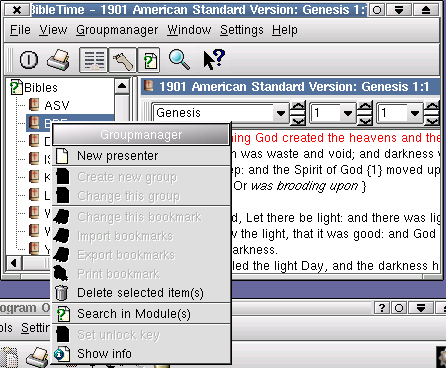 BibleTime - 1901 American Standard Version: Genesis 1:1
File View Groupmanager Window Settings Help
Bibles
ASV
1901 American Standard Version: Genesis 1:1
Genesis 1 1
ning God created the heavens and the
was waste and void; and darkness
ep: and the Spirit of God {1} moved up
Or was brooding upon }
, Let there be light: and there was lig
w the light, that it was good: and God
darkness.
led the light Day, and the darkness h
Groupmanager
New presenter
Create new group
Change this group
Change this bookmark
Import bookmarks
Export bookmarks
Print bookmark
Delete selected item(s)
Search in Module(s)
Set unlock key
Show info
ogram O
ols Settin